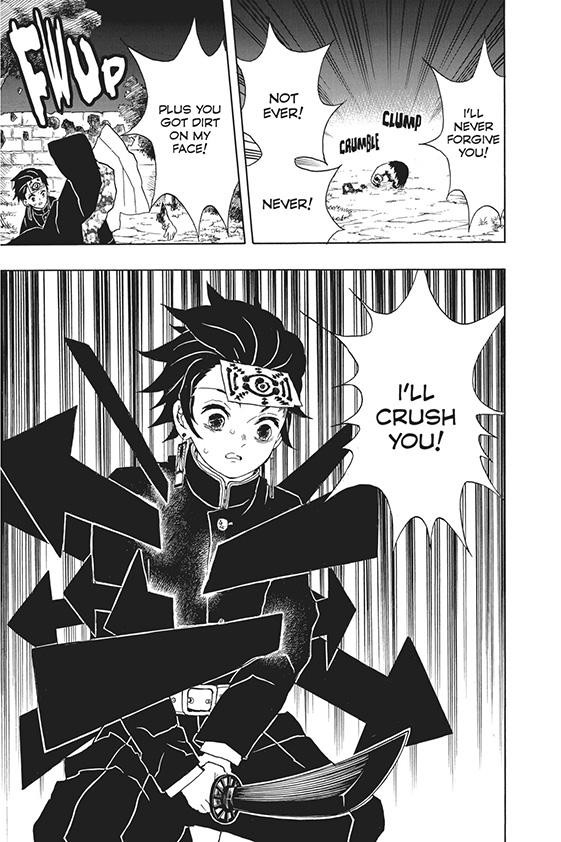 I'LL
NEVER
FORGIVE
YOU!
CLUMP
CRUMBLE
NOT
EVER!
NEVER!
PLUS YOU
GOT DIRT
ON MY
FACE!
FWUP
I'LL
CRUSH
YOU!